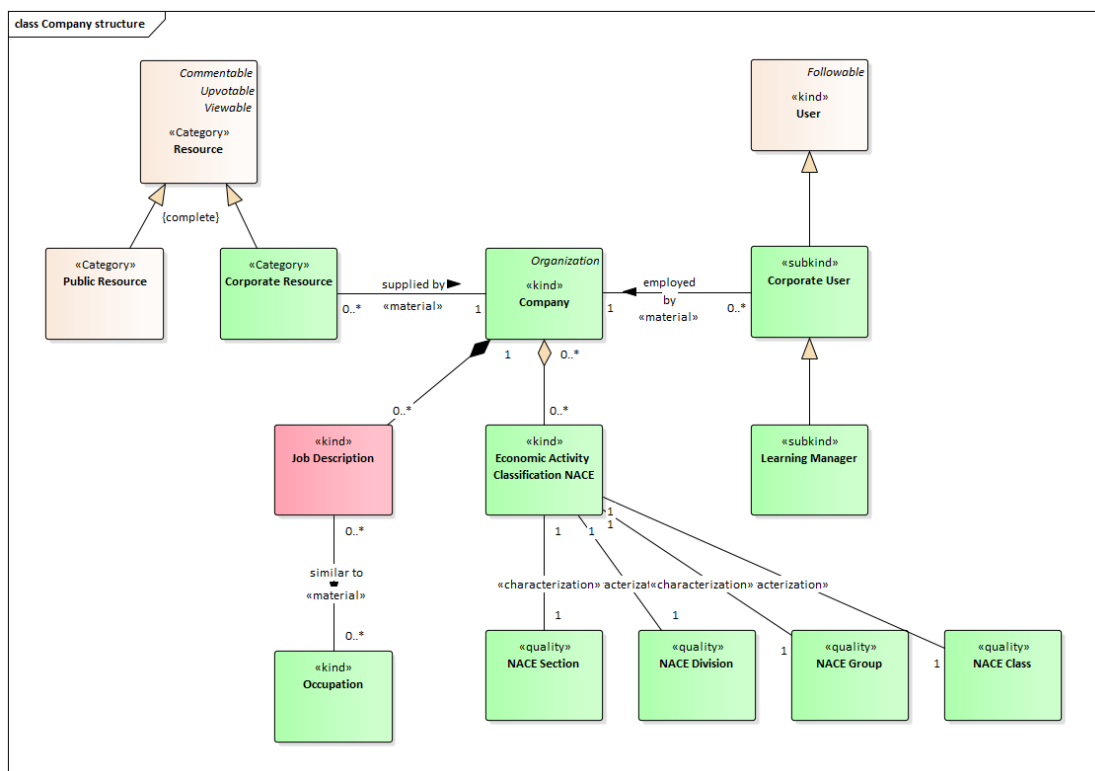 class Company structure
Commentable
Upvotable
Viewable
«Category»
Resource
Followable
«kind»
User
{complete}
«Category»
Public Resource
«Category»
Corporate Resource
supplied by
«material»
0..*
1
Organization
«kind»
Company
employed
by
«material»
1
0..*
«subkind»
Corporate User
1
0..*
0..*
0..*
«kind»
Job Description
«kind»
Economic Activity
Classification NACE
«subkind»
Learning Manager
0..*
similar to
«material»
0..*
1
1
1
1
«characterization»
«characterization»
1
1
1
1
«kind»
Occupation
«quality»
NACE Section
«quality»
NACE Division
«quality»
NACE Group
«quality»
NACE Class